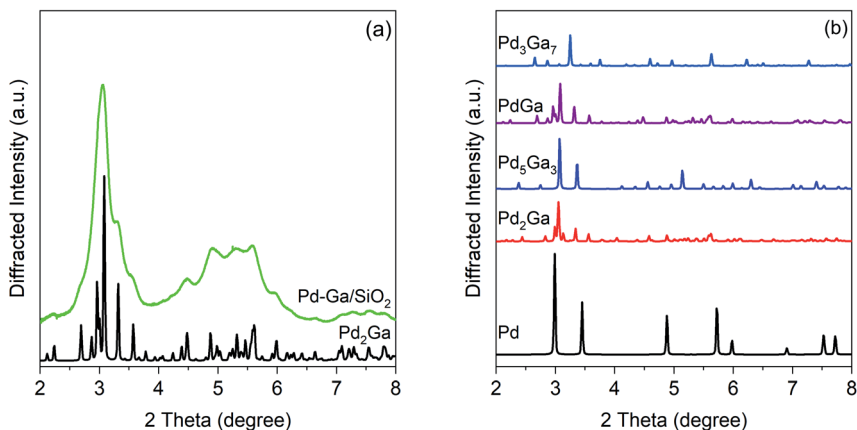 (a)
Diffracted Intensity (a.u.)
Pd-Ga/SiO₂
Pd₂Ga
2 3 4 5 6 7 8
2 Theta (degree)
(b)
Diffracted Intensity (a.u.)
Pd₃Ga₇
PdGa
Pd₅Ga₃
Pd₂Ga
Pd
2 3 4 5 6 7 8
2 Theta (degree)